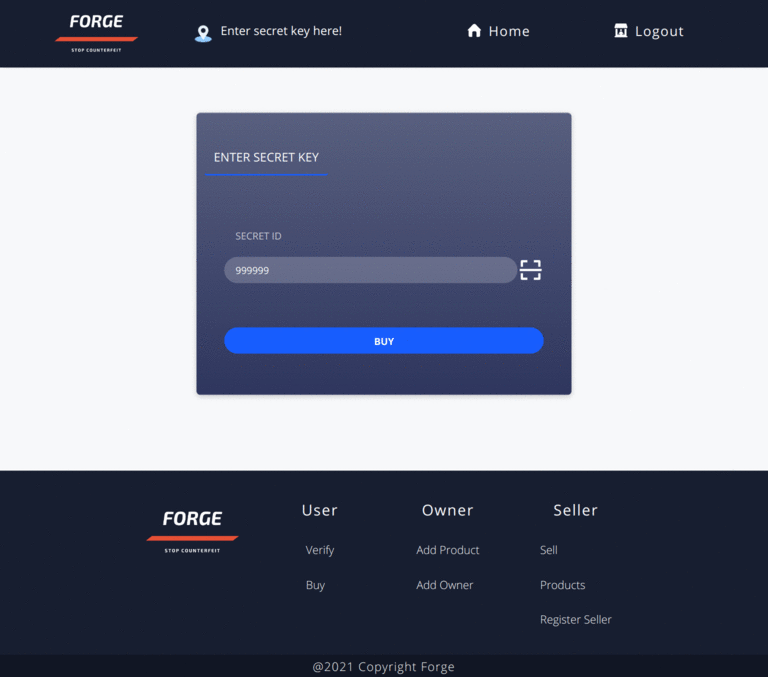 FORGE
STOP COUNTERFEIT
Enter secret key here!
Home
Logout
ENTER SECRET KEY
SECRET ID
999999
BUY
FORGE
STOP COUNTERFEIT
User
Verify
Buy
Owner
Add Product
Add Owner
Seller
Sell
Products
Register Seller
@2021 Copyright Forge